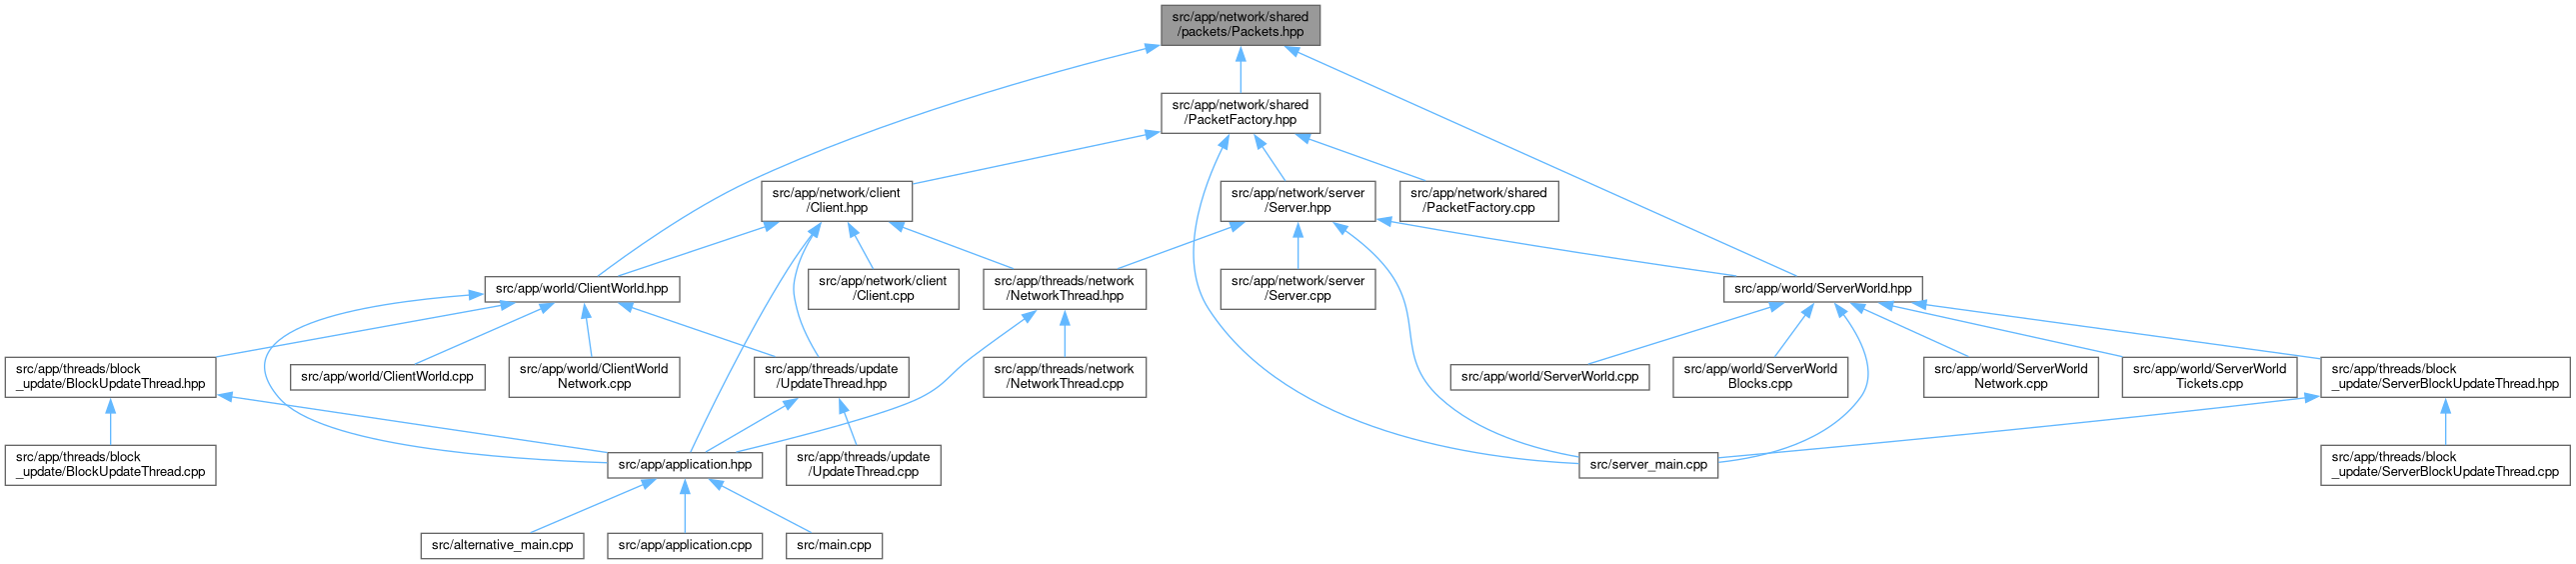 src/app/network/shared
/packets/Packets.hpp
src/app/network/shared
/PacketFactory.hpp
src/app/network/client
/Client.hpp
src/app/network/server
/Server.hpp
src/app/network/shared
/PacketFactory.cpp
src/app/world/ClientWorld.hpp
src/app/network/client
/Client.cpp
src/app/threads/network
/NetworkThread.hpp
src/app/network/server
/Server.cpp
src/app/world/ServerWorld.hpp
src/app/threads/block
_update/BlockUpdateThread.hpp
src/app/world/ClientWorld.cpp
src/app/world/ClientWorld
Network.cpp
src/app/threads/update
/UpdateThread.hpp
src/app/threads/network
/NetworkThread.cpp
src/app/world/ServerWorld.cpp
src/app/world/ServerWorld
Blocks.cpp
src/app/world/ServerWorld
Network.cpp
src/app/world/ServerWorld
Tickets.cpp
src/app/threads/block
_update/ServerBlockUpdateThread.hpp
src/app/threads/block
_update/BlockUpdateThread.cpp
src/app/application.hpp
src/app/threads/update
/UpdateThread.cpp
src/server_main.cpp
src/app/threads/block
_update/ServerBlockUpdateThread.cpp
src/alternative_main.cpp
src/app/application.cpp
src/main.cpp